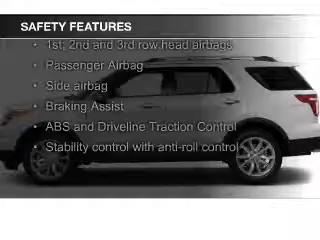 SAFETY FEATURES
• 1st, 2nd and 3rd row head airbags
• Passenger Airbag
• Side airbag
• Braking Assist
• ABS and Driveline Traction Control
• Stability control with anti-roll control